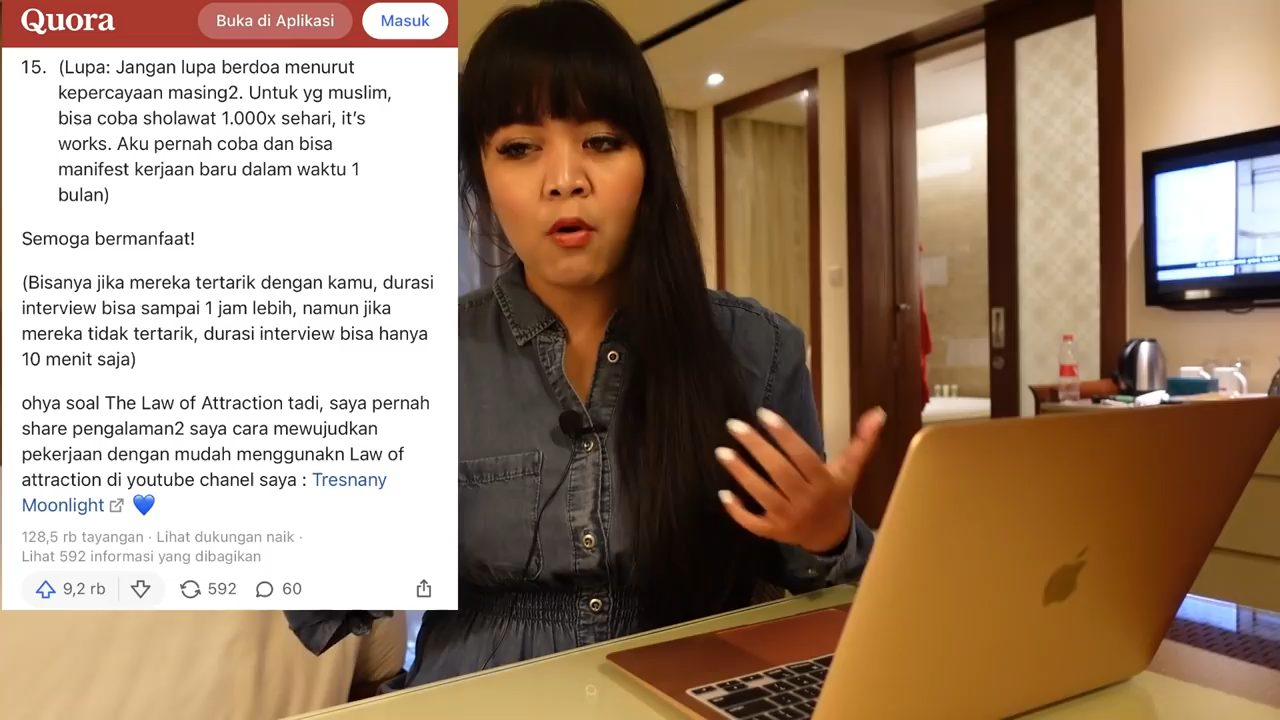 Quora
Buka di Aplikasi
Masuk
15. (Lupa: Jangan lupa berdoa menurut
kepercayaan masing2. Untuk yg muslim,
bisa coba sholawat 1.000x sehari, it's
works. Aku pernah coba dan bisa
manifest kerjaan baru dalam waktu 1
bulan)
Semoga bermanfaat!
(Bisanya jika mereka tertarik dengan kamu, durasi
interview bisa sampai 1 jam lebih, namun jika
mereka tidak tertarik, durasi interview bisa hanya
10 menit saja)
ohya soal The Law of Attraction tadi, saya pernah
share pengalaman2 saya cara mewujudkan
pekerjaan dengan mudah menggunakn Law of
attraction di youtube chanel saya : Tresnany
Moonlight
128,5 rb tayangan · Lihat dukungan naik ·
Lihat 592 informasi yang dibagikan
9,2 rb
592
60